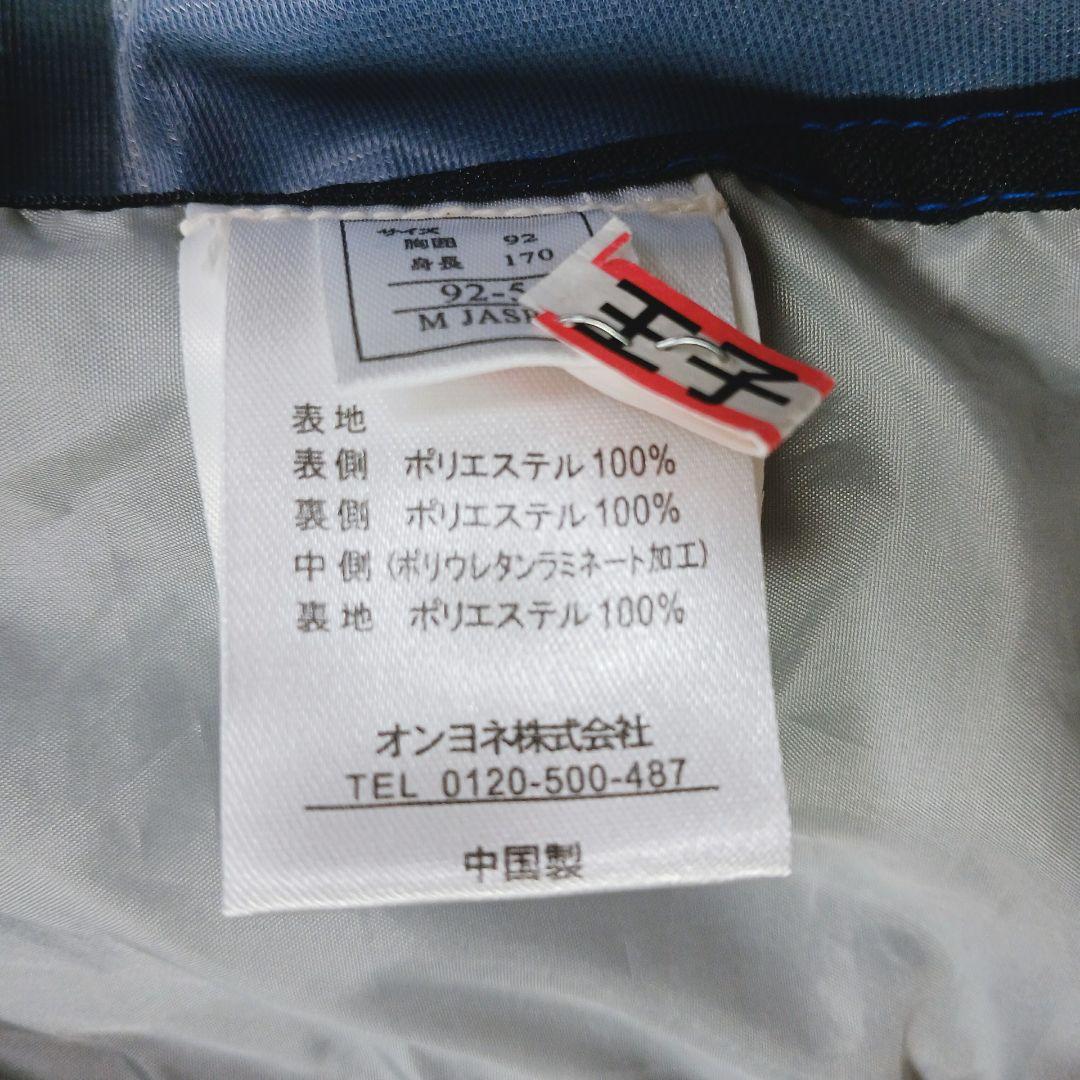 サイズ
胸囲 92
身長 170
92-5
M JASP
王子
表地
表側 ポリエステル100%
裏側 ポリエステル100%
中側 (ポリウレタンラミネート加工)
裏地 ポリエステル100%
オンヨネ株式会社
TEL 0120-500-487
中国製